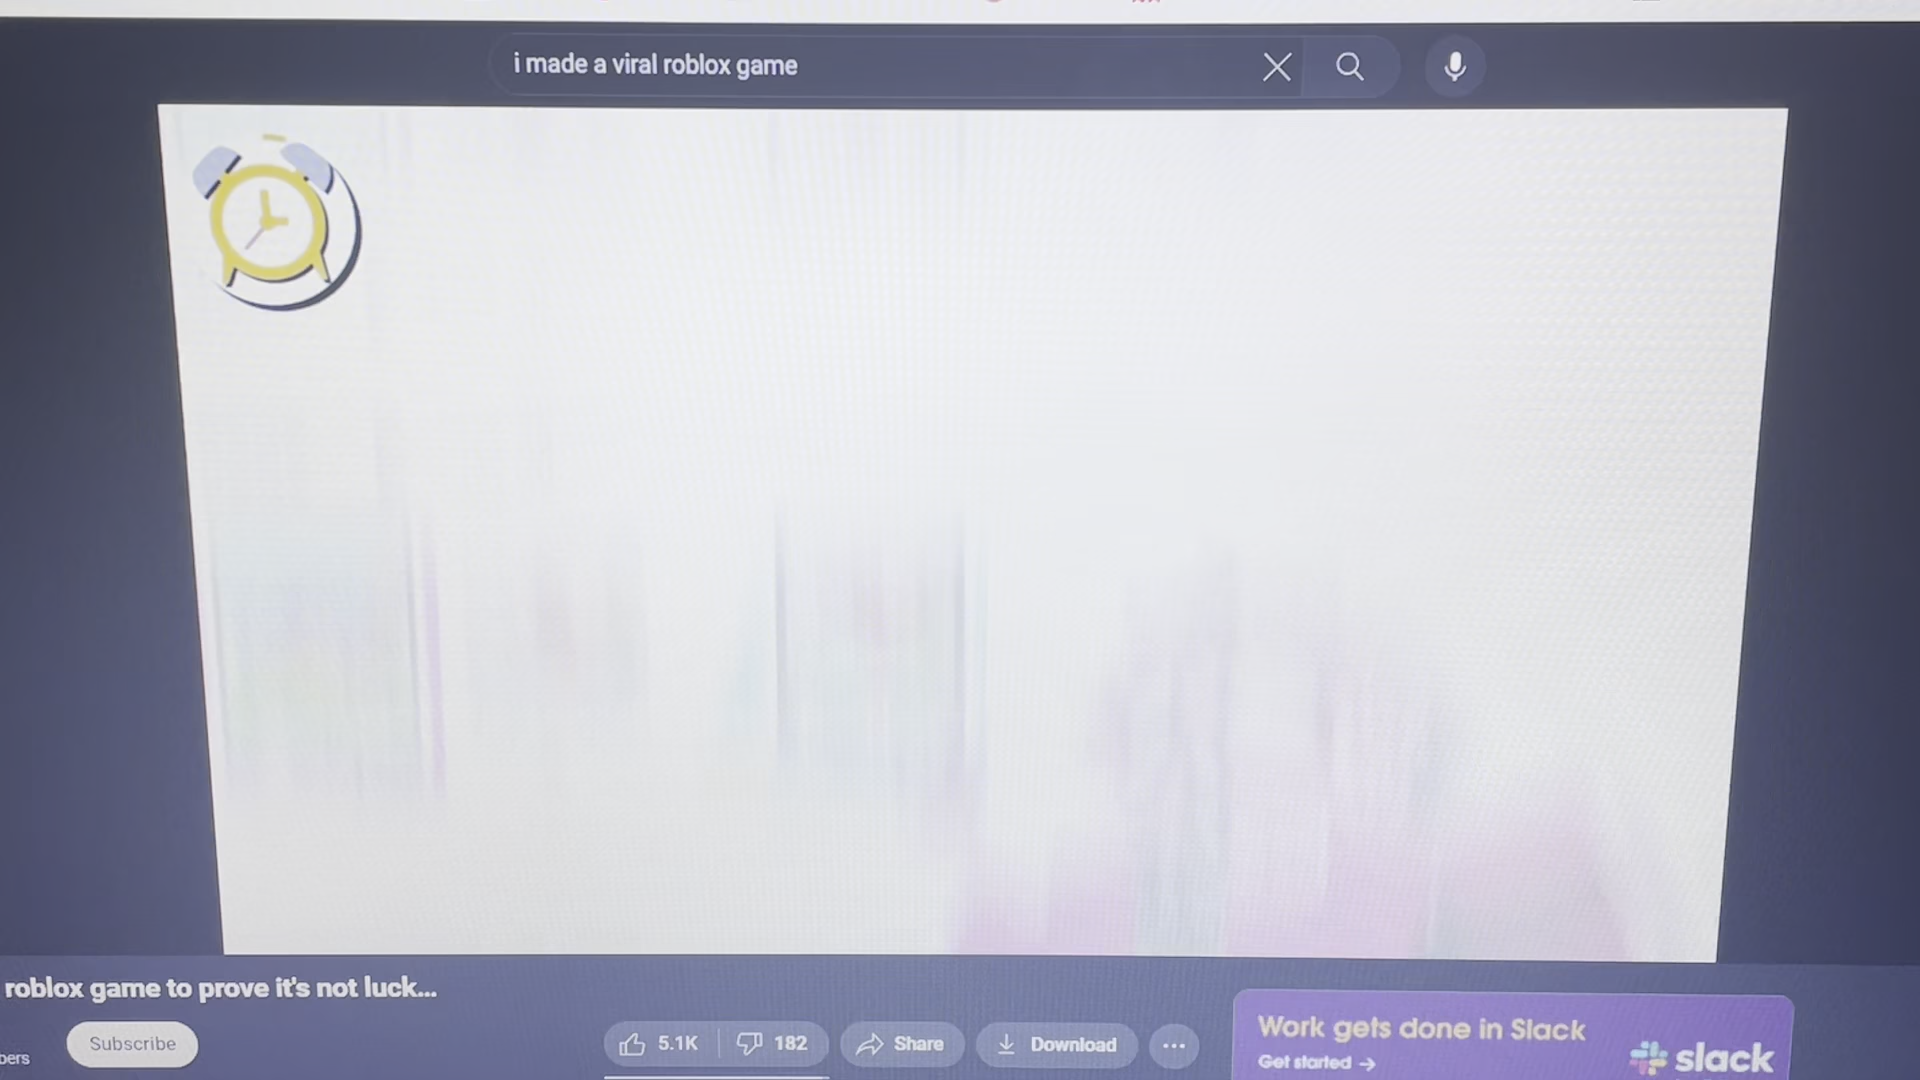 i made a viral roblox game
roblox game to prove it's not luck...
bers
Subscribe
5.1K
182
Share
Download
Work gets done in Slack
Get started →
slack